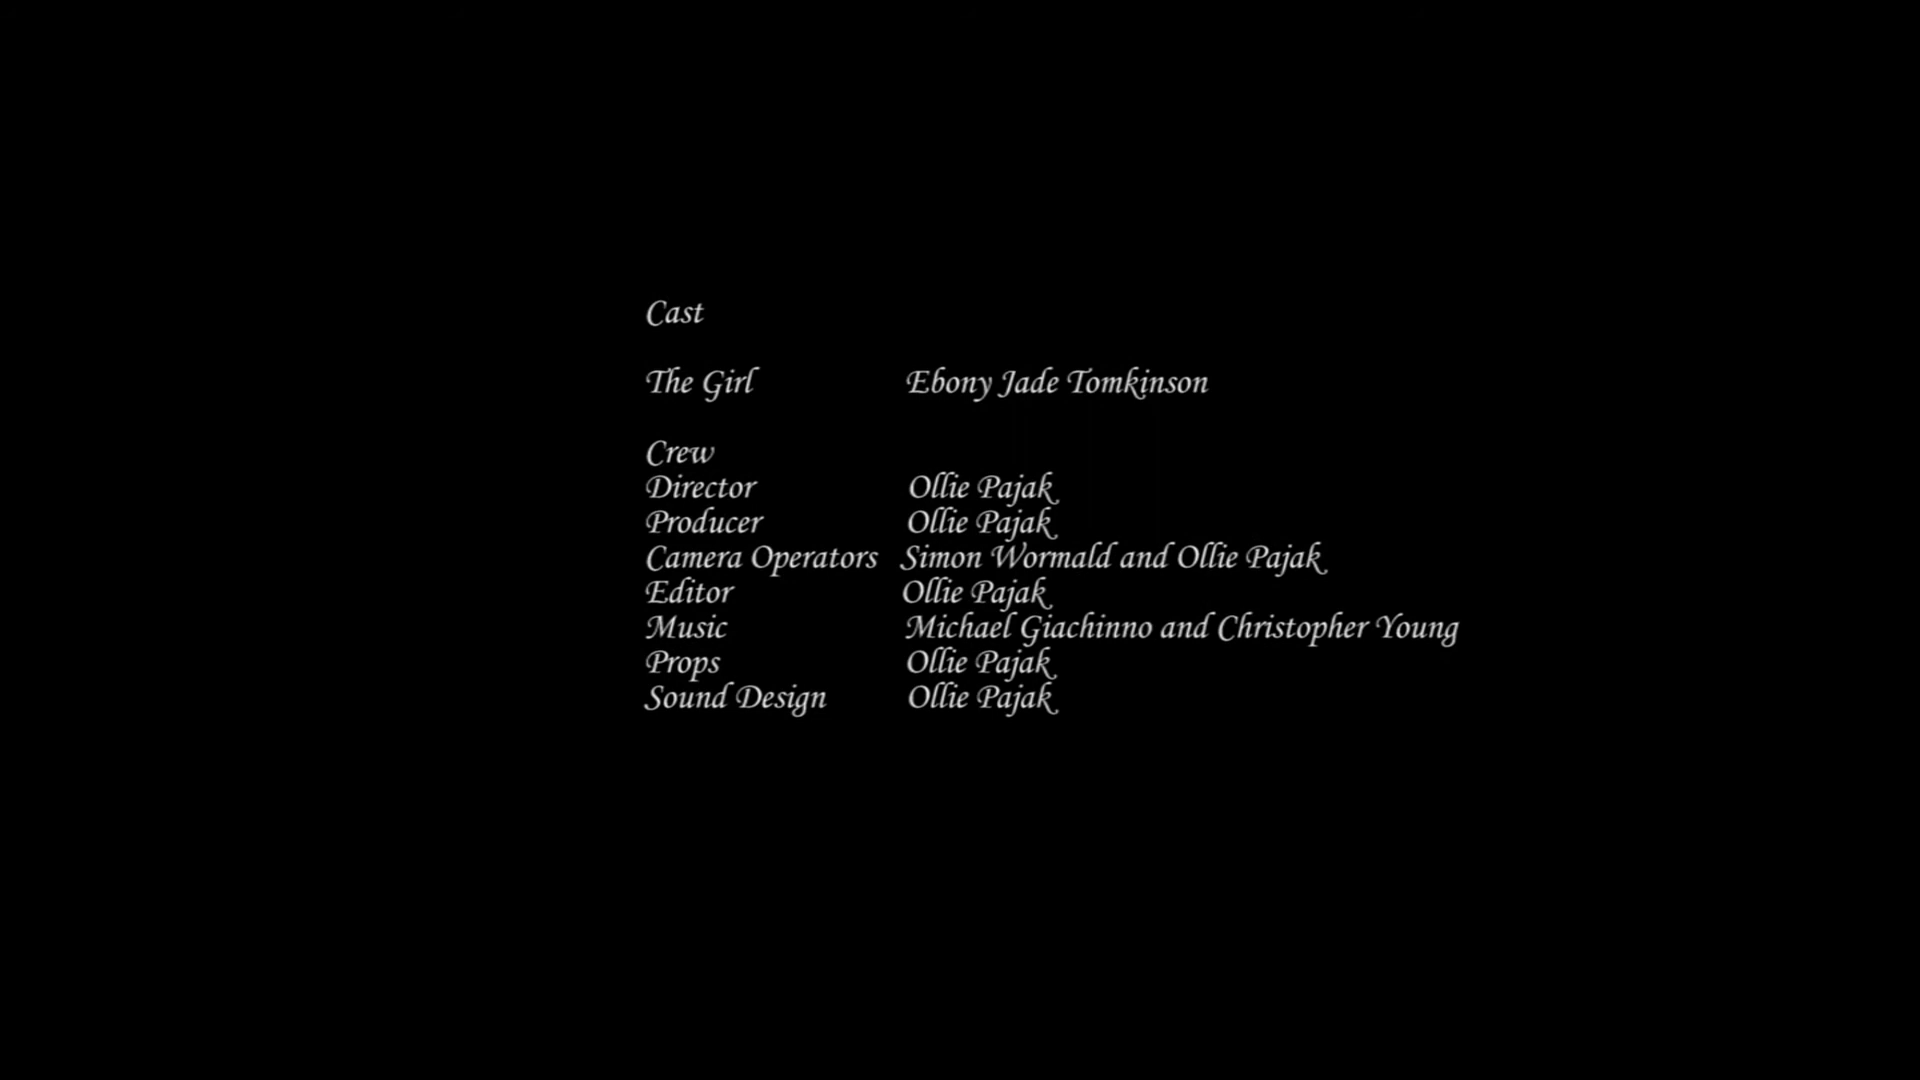 Cast
The Girl Ebony Jade Tomkinson
Crew
Director Ollie Pajak
Producer Ollie Pajak
Camera Operators Simon Wormald and Ollie Pajak
Editor Ollie Pajak
Music Michael Giachinno and Christopher Young
Props Ollie Pajak
Sound Design Ollie Pajak